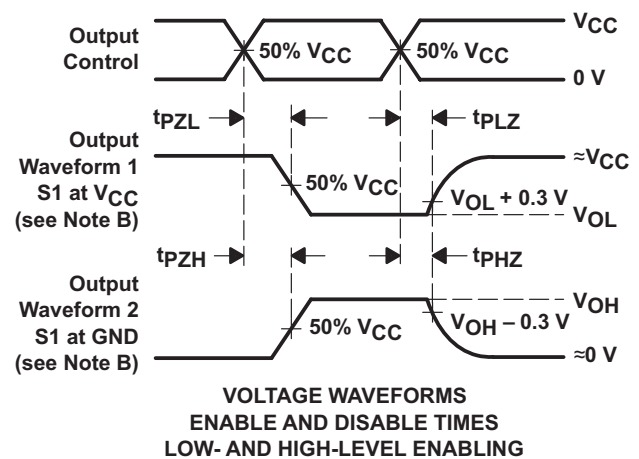 Output
Control
50% VCC
50% VCC
VCC
0 V
tPZL
tPLZ
Output
Waveform 1
S1 at VCC
(see Note B)
50% VCC
≈VCC
VOL + 0.3 V
VOL
tPZH
tPHZ
Output
Waveform 2
S1 at GND
(see Note B)
50% VCC
VOH
VOH – 0.3 V
≈0 V
VOLTAGE WAVEFORMS
ENABLE AND DISABLE TIMES
LOW- AND HIGH-LEVEL ENABLING